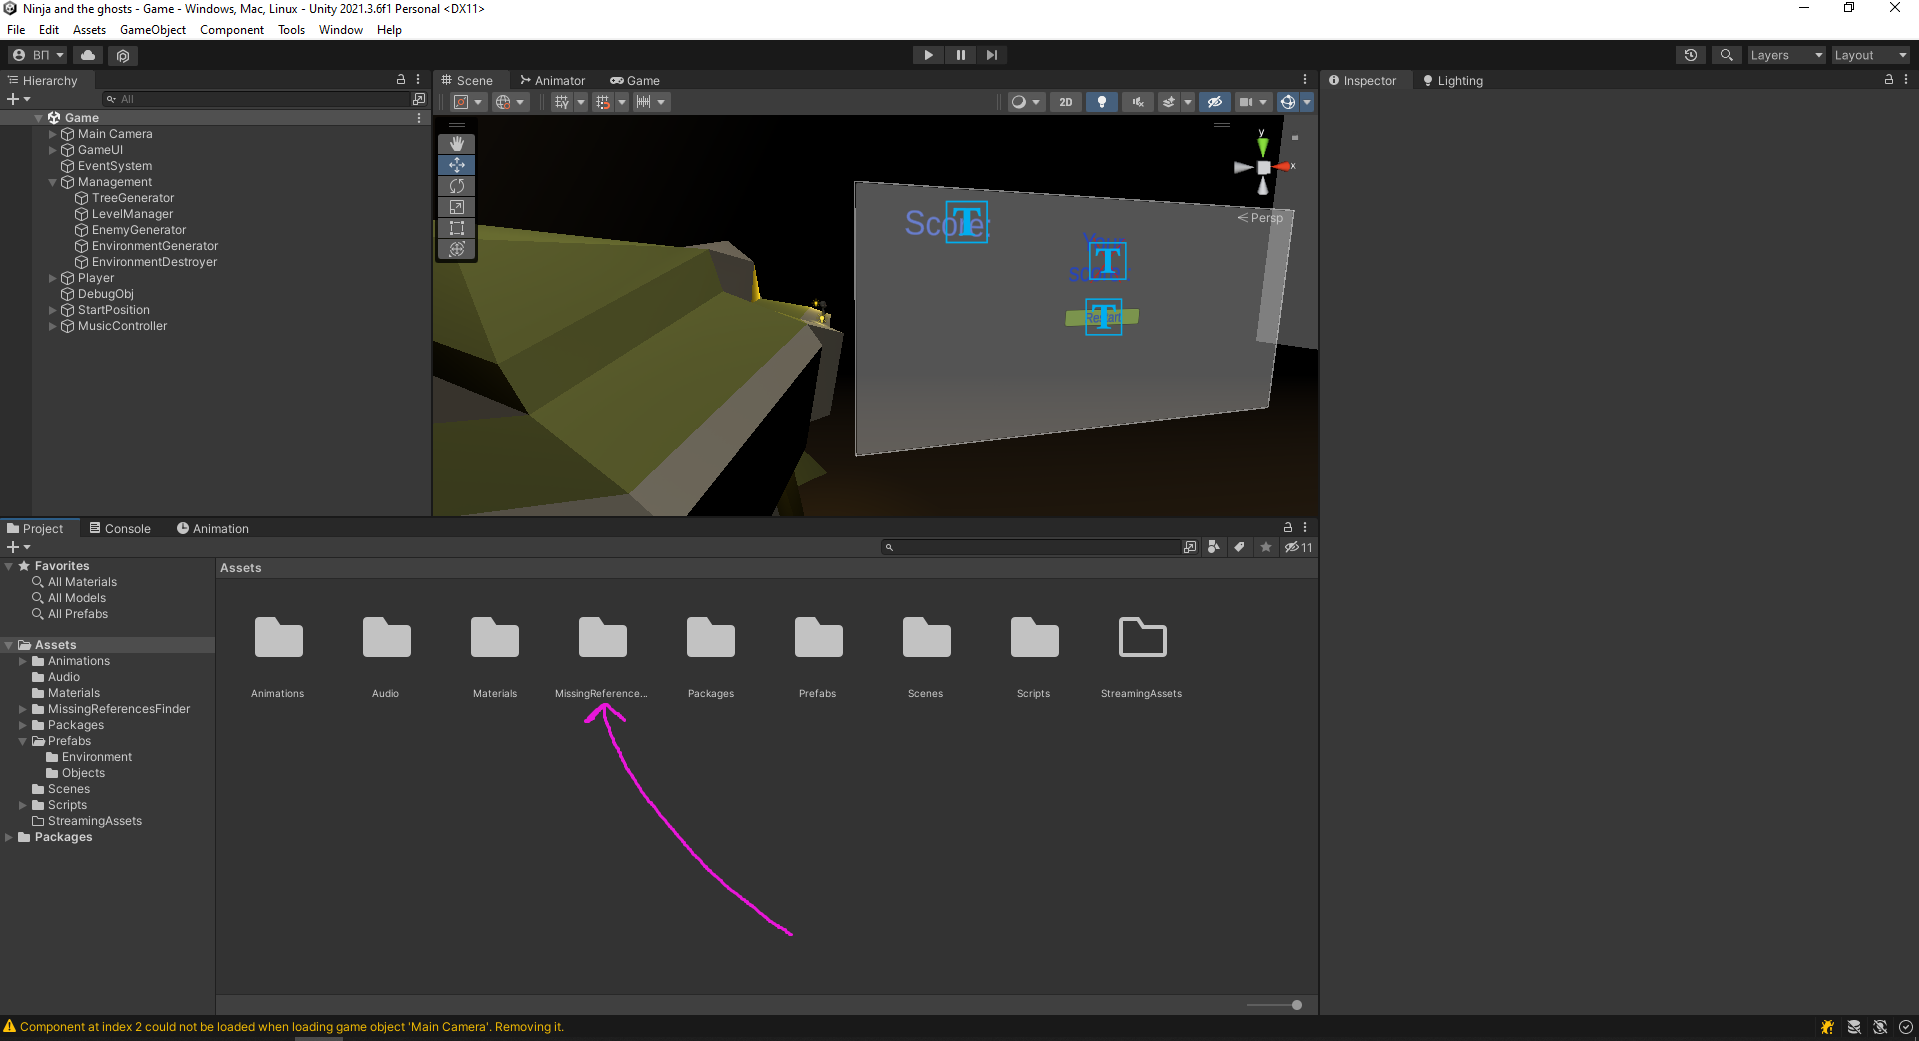 Ninja and the ghosts - Game - Windows, Mac, Linux - Unity 2021.3.6f1 Personal <DX11>
File Edit Assets GameObject Component Tools Window Help
ВП Layers Layout
Hierarchy
All
Game
Main Camera
GameUI
EventSystem
Management
TreeGenerator
LevelManager
EnemyGenerator
EnvironmentGenerator
EnvironmentDestroyer
Player
DebugObj
StartPosition
MusicController
Scene Animator Game
2D
y
x
Persp
Score:
T
Your
score:
T
Restart
T
Inspector Lighting
Project Console Animation
11
Favorites
All Materials
All Models
All Prefabs
Assets
Animations
Audio
Materials
MissingReferencesFinder
Packages
Prefabs
Environment
Objects
Scenes
Scripts
StreamingAssets
Packages
Assets
Animations Audio Materials MissingReference... Packages Prefabs Scenes Scripts StreamingAssets
Component at index 2 could not be loaded when loading game object 'Main Camera'. Removing it.